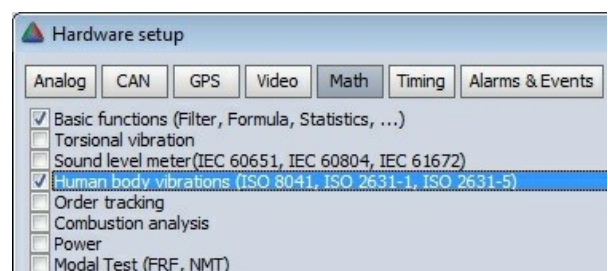 Hardware setup
Analog CAN GPS Video Math Timing Alarms & Events
Basic functions (Filter, Formula, Statistics, ...)
Torsional vibration
Sound level meter(IEC 60651, IEC 60804, IEC 61672)
Human body vibrations (ISO 8041, ISO 2631-1, ISO 2631-5)
Order tracking
Combustion analysis
Power
Modal Test (FRF, NMT)